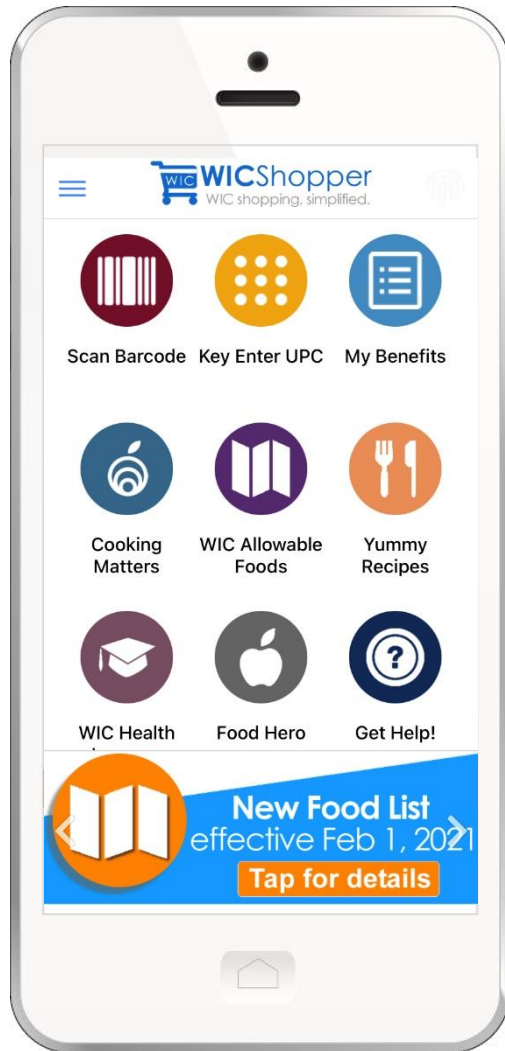 WIC WICShopper
WIC shopping, simplified.
Scan Barcode Key Enter UPC My Benefits
Cooking Matters WIC Allowable Foods Yummy Recipes
WIC Health Food Hero Get Help!
New Food List
effective Feb 1, 2021
Tap for details